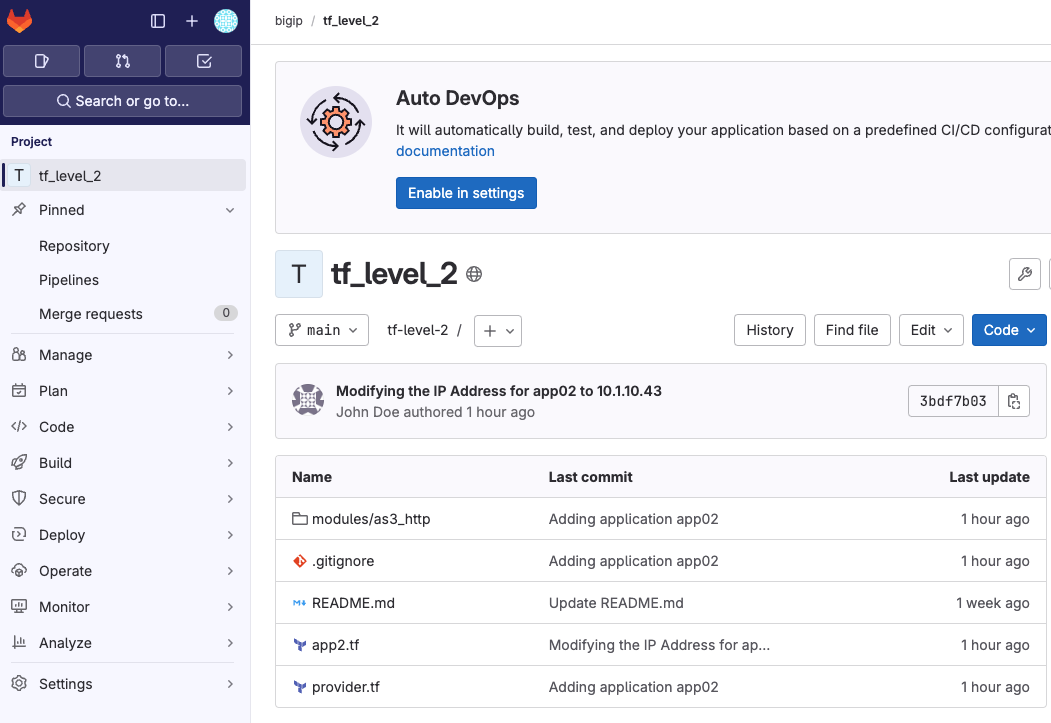 bigip / tf_level_2
Search or go to...
Project
T tf_level_2
Pinned
Repository
Pipelines
Merge requests 0
Manage
Plan
Code
Build
Secure
Deploy
Operate
Monitor
Analyze
Settings
Auto DevOps
It will automatically build, test, and deploy your application based on a predefined CI/CD configurat
documentation
Enable in settings
T tf_level_2
main tf-level-2 / + History Find file Edit Code
Modifying the IP Address for app02 to 10.1.10.43
John Doe authored 1 hour ago
3bdf7b03
Name Last commit Last update
modules/as3_http Adding application app02 1 hour ago
.gitignore Adding application app02 1 hour ago
README.md Update README.md 1 week ago
app2.tf Modifying the IP Address for ap... 1 hour ago
provider.tf Adding application app02 1 hour ago